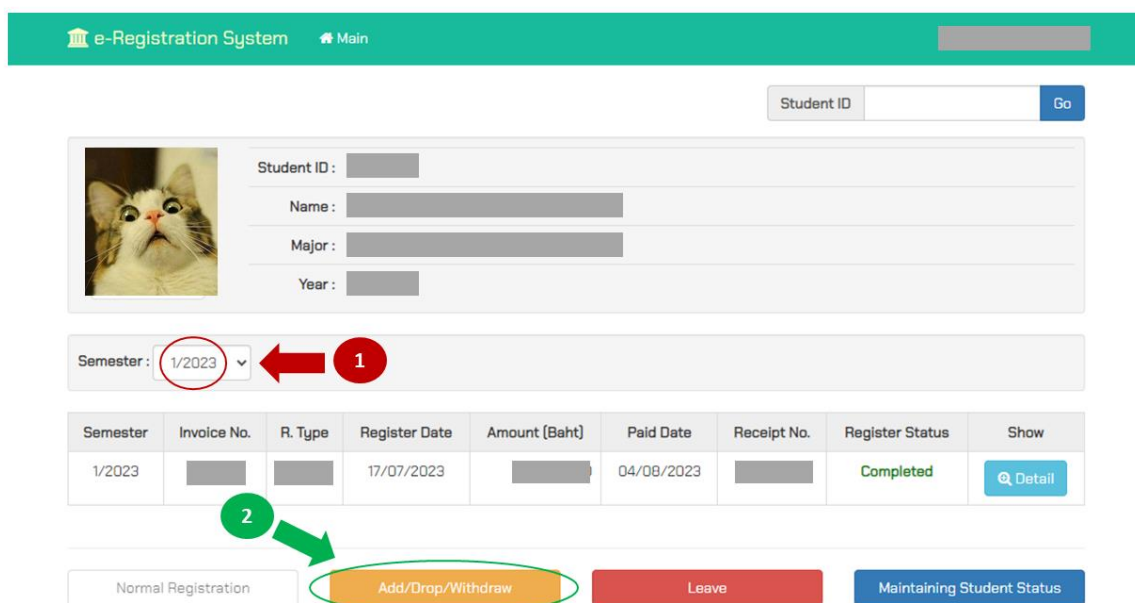 e-Registration System Main
Student ID Go
Student ID :
Name :
Major :
Year :
Semester : 1/2023 1
Semester Invoice No. R. Type Register Date Amount (Baht) Paid Date Receipt No. Register Status Show
1/2023 17/07/2023 04/08/2023 Completed Detail
2
Normal Registration Add/Drop/Withdraw Leave Maintaining Student Status